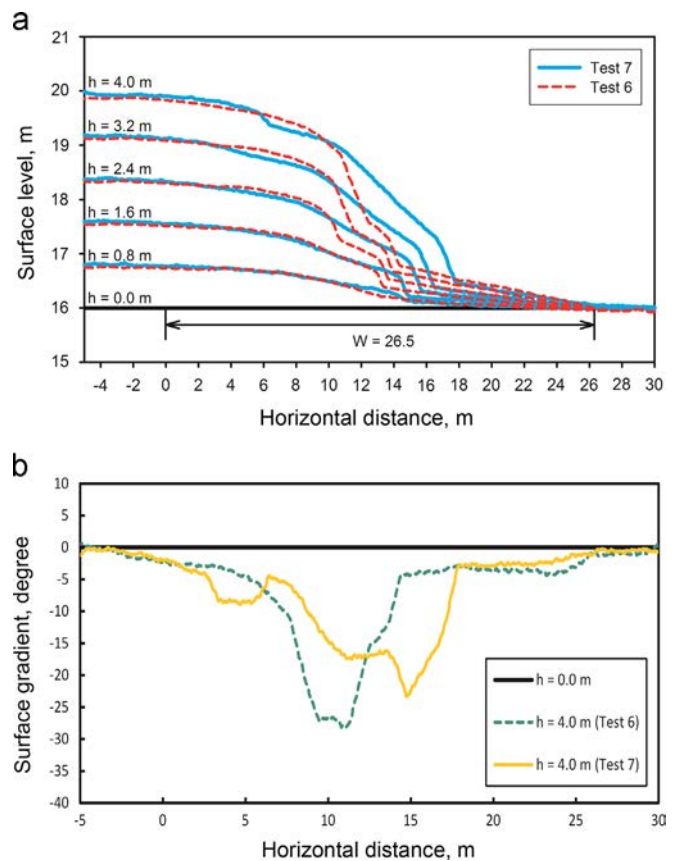 a
21
20
19
18
17
16
15
Surface level, m
h = 4.0 m
h = 3.2 m
h = 2.4 m
h = 1.6 m
h = 0.8 m
h = 0.0 m
Test 7
Test 6
W = 26.5
-4 -2 0 2 4 6 8 10 12 14 16 18 20 22 24 26 28 30
Horizontal distance, m
b
10
5
0
-5
-10
-15
-20
-25
-30
-35
-40
Surface gradient, degree
h = 0.0 m
h = 4.0 m (Test 6)
h = 4.0 m (Test 7)
-5 0 5 10 15 20 25 30
Horizontal distance, m